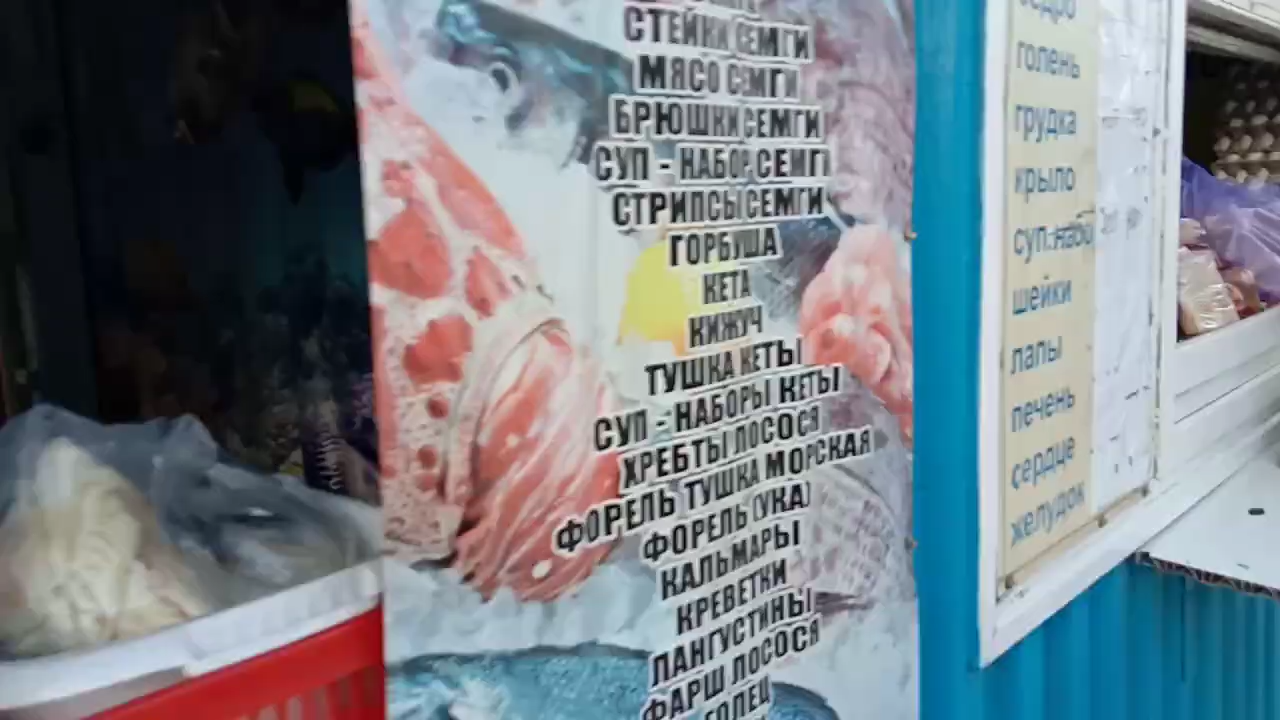 СТЕЙКИ СЕМГИ
МЯСО СЕМГИ
БРЮШКИ СЕМГИ
СУП - НАБОР СЕМГИ
СТРИПСЫ СЕМГИ
ГОРБУША
КЕТА
КИЖУЧ
ТУШКА КЕТЫ
СУП - НАБОРЫ КЕТЫ
ХРЕБТЫ ЛОСОСЯ
ФОРЕЛЬ ТУШКА МОРСКАЯ
ФОРЕЛЬ (УКА)
КАЛЬМАРЫ
КРЕВЕТКИ
ЛАНГУСТИНЫ
ФАРШ ЛОСОСЯ
ГОЛЕЦ
бедро
голень
грудка
крыло
суп.набо
шейки
лапы
печень
сердце
желудок